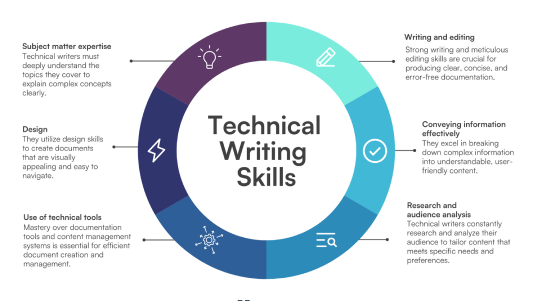 Technical
Writing
Skills
Subject matter expertise
Technical writers must
deeply understand the
topics they cover to
explain complex concepts
clearly.
Design
They utilize design skills
to create documents
that are visually
appealing and easy to
navigate.
Use of technical tools
Mastery over documentation
tools and content management
systems is essential for efficient
document creation and
management.
Writing and editing
Strong writing and meticulous
editing skills are crucial for
producing clear, concise, and
error-free documentation.
Conveying information
effectively
They excel in breaking
down complex information
into understandable, user-
friendly content.
Research and
audience analysis
Technical writers constantly
research and analyze their
audience to tailor content that
meets specific needs and
preferences.